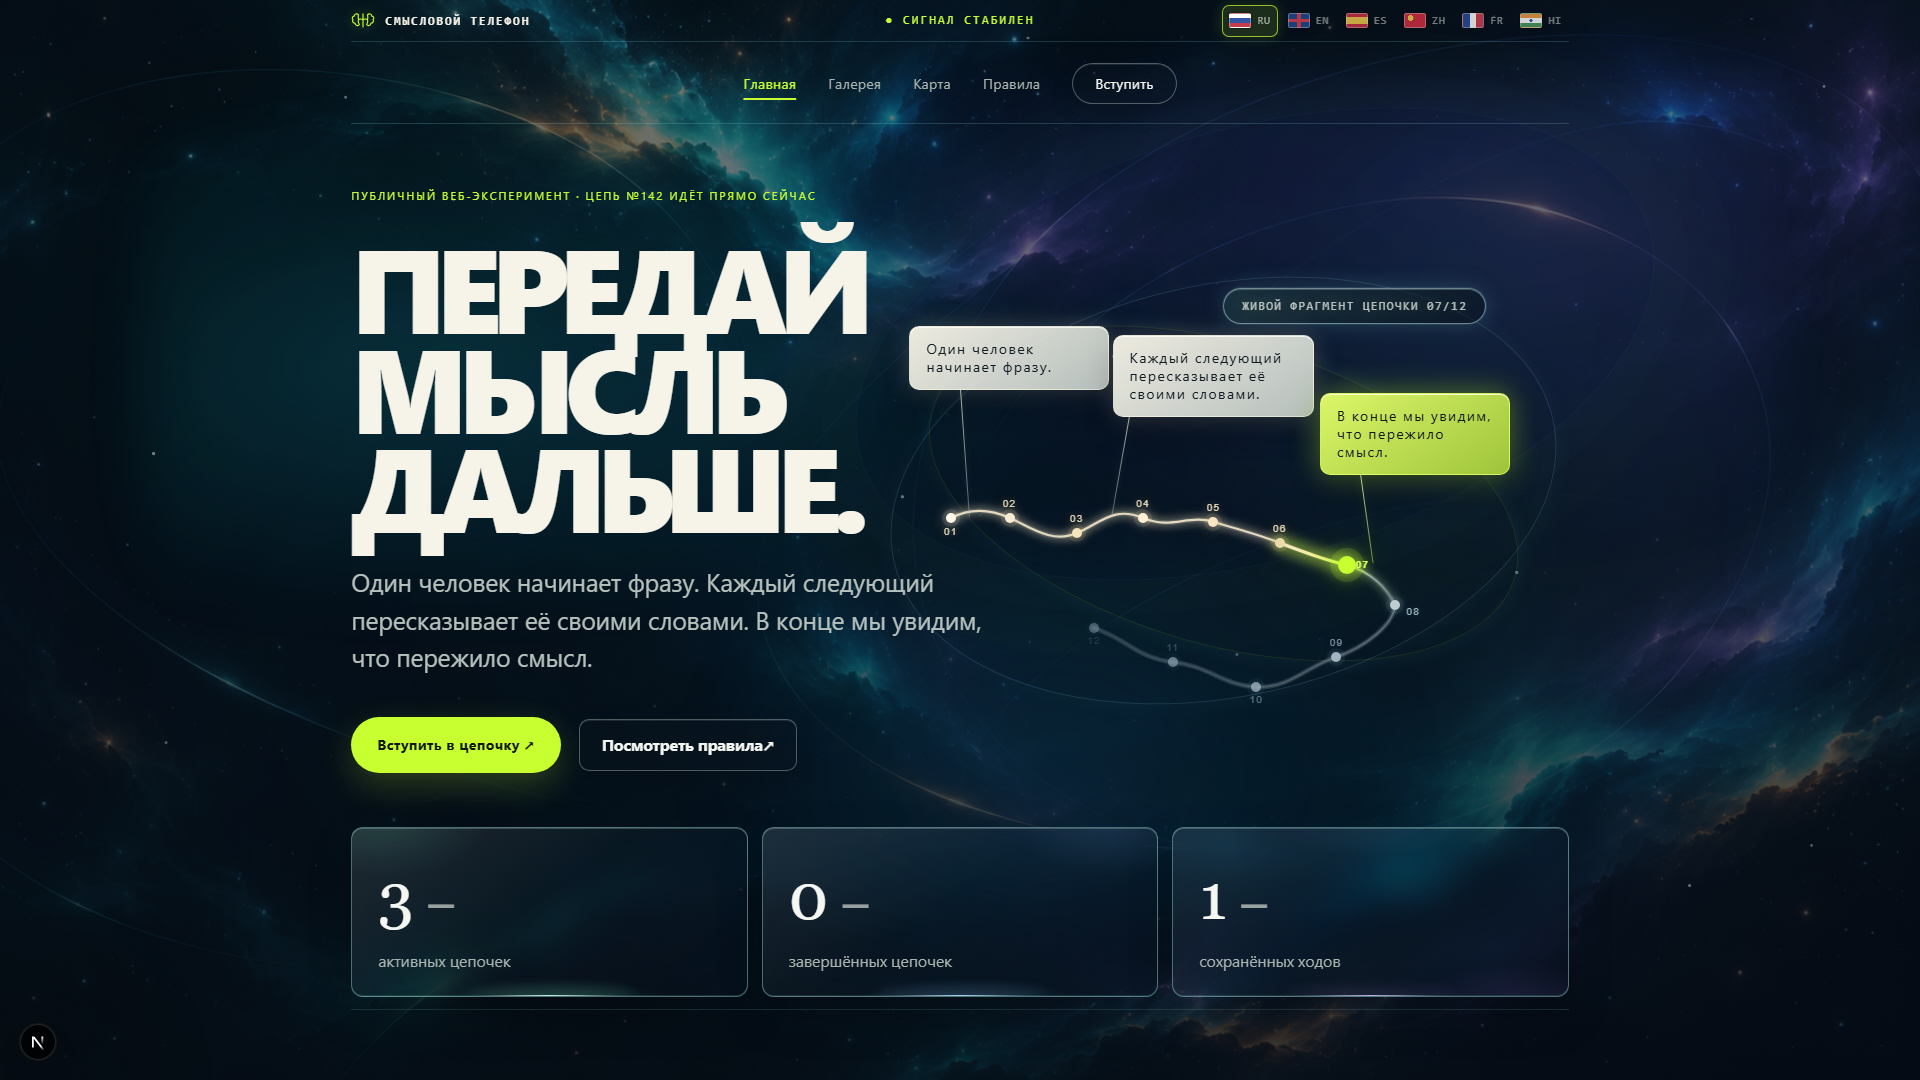 СМЫСЛОВОЙ ТЕЛЕФОН
• СИГНАЛ СТАБИЛЕН
RU
EN
ES
ZH
FR
HI
Главная
Галерея
Карта
Правила
Вступить
ПУБЛИЧНЫЙ ВЕБ-ЭКСПЕРИМЕНТ · ЦЕПЬ №142 ИДЁТ ПРЯМО СЕЙЧАС
ПЕРЕДАЙ
МЫСЛЬ
ДАЛЬШЕ.
Один человек начинает фразу. Каждый следующий
пересказывает её своими словами. В конце мы увидим,
что пережило смысл.
Вступить в цепочку ↗
Посмотреть правила↗
ЖИВОЙ ФРАГМЕНТ ЦЕПОЧКИ 07/12
Один человек
начинает фразу.
Каждый следующий
пересказывает её
своими словами.
В конце мы увидим,
что пережило
смысл.
01
02
03
04
05
06
07
08
09
10
11
12
3 –
активных цепочек
0 –
завершённых цепочек
1 –
сохранённых ходов
N